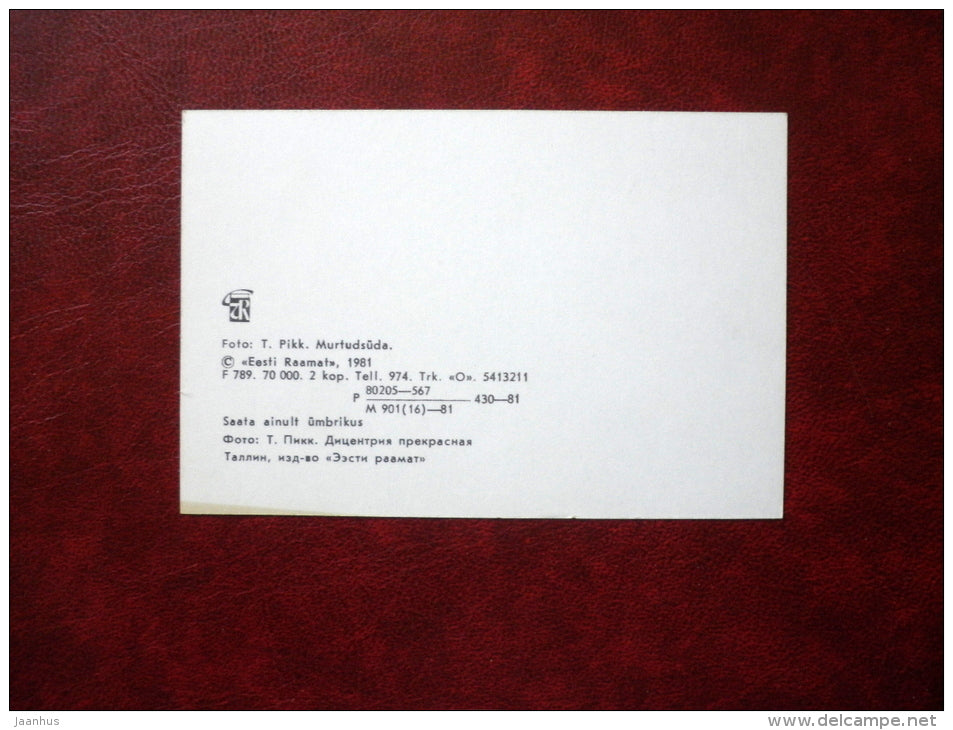 ER
Foto: T. Pikk. Murtudsüda.
© «Eesti Raamat», 1981
F 789. 70 000. 2 kop. Tell. 974. Trk. «O». 5413211
P 80205—567 / M 901(16)—81 430—81
Saata ainult ümbrikus
Фото: Т. Пикк. Дицентрия прекрасная
Таллин, изд-во «Ээсти раамат»
Jaanhus
www.delcampe.net